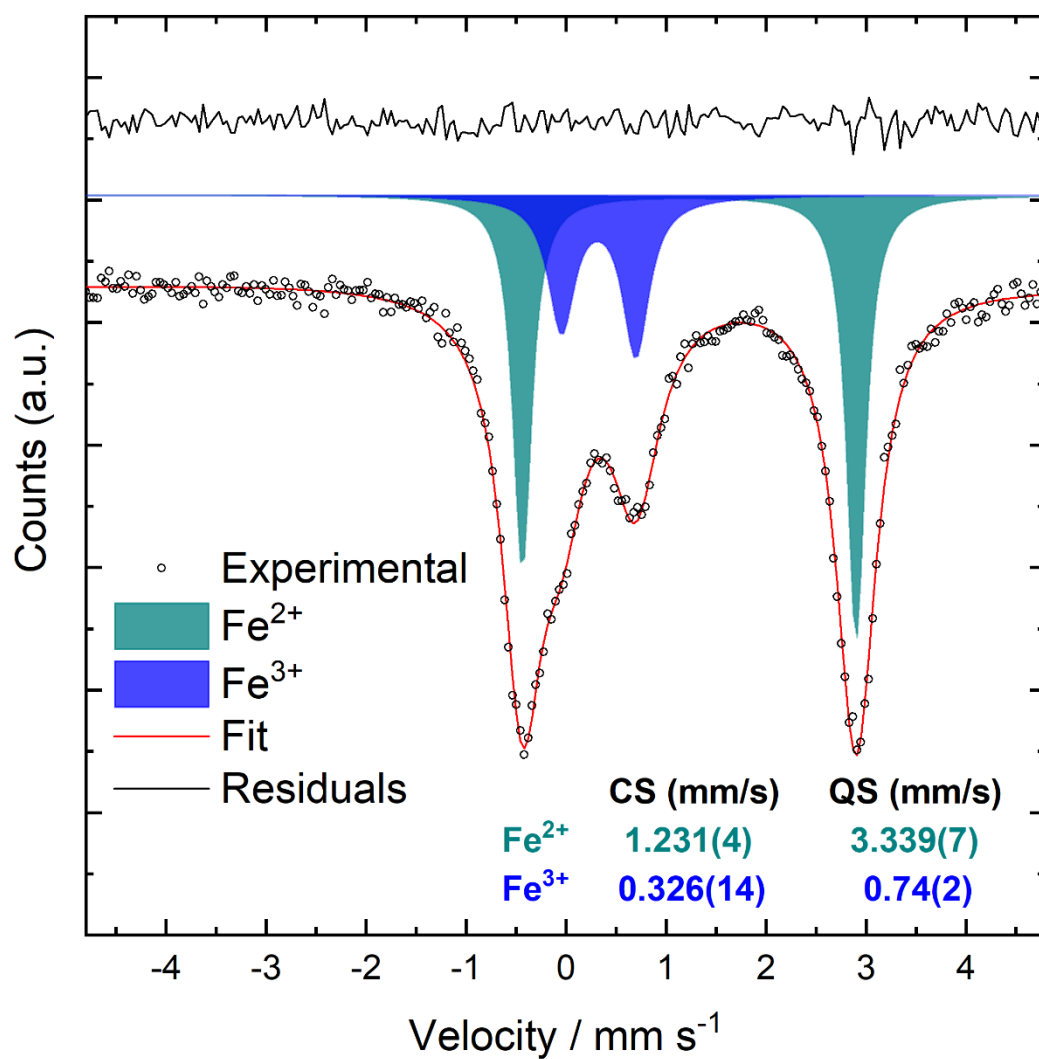 Counts (a.u.)
Experimental
Fe2+
Fe3+
Fit
Residuals
CS (mm/s) QS (mm/s)
Fe2+ 1.231(4) 3.339(7)
Fe3+ 0.326(14) 0.74(2)
-4 -3 -2 -1 0 1 2 3 4
Velocity / mm s-1